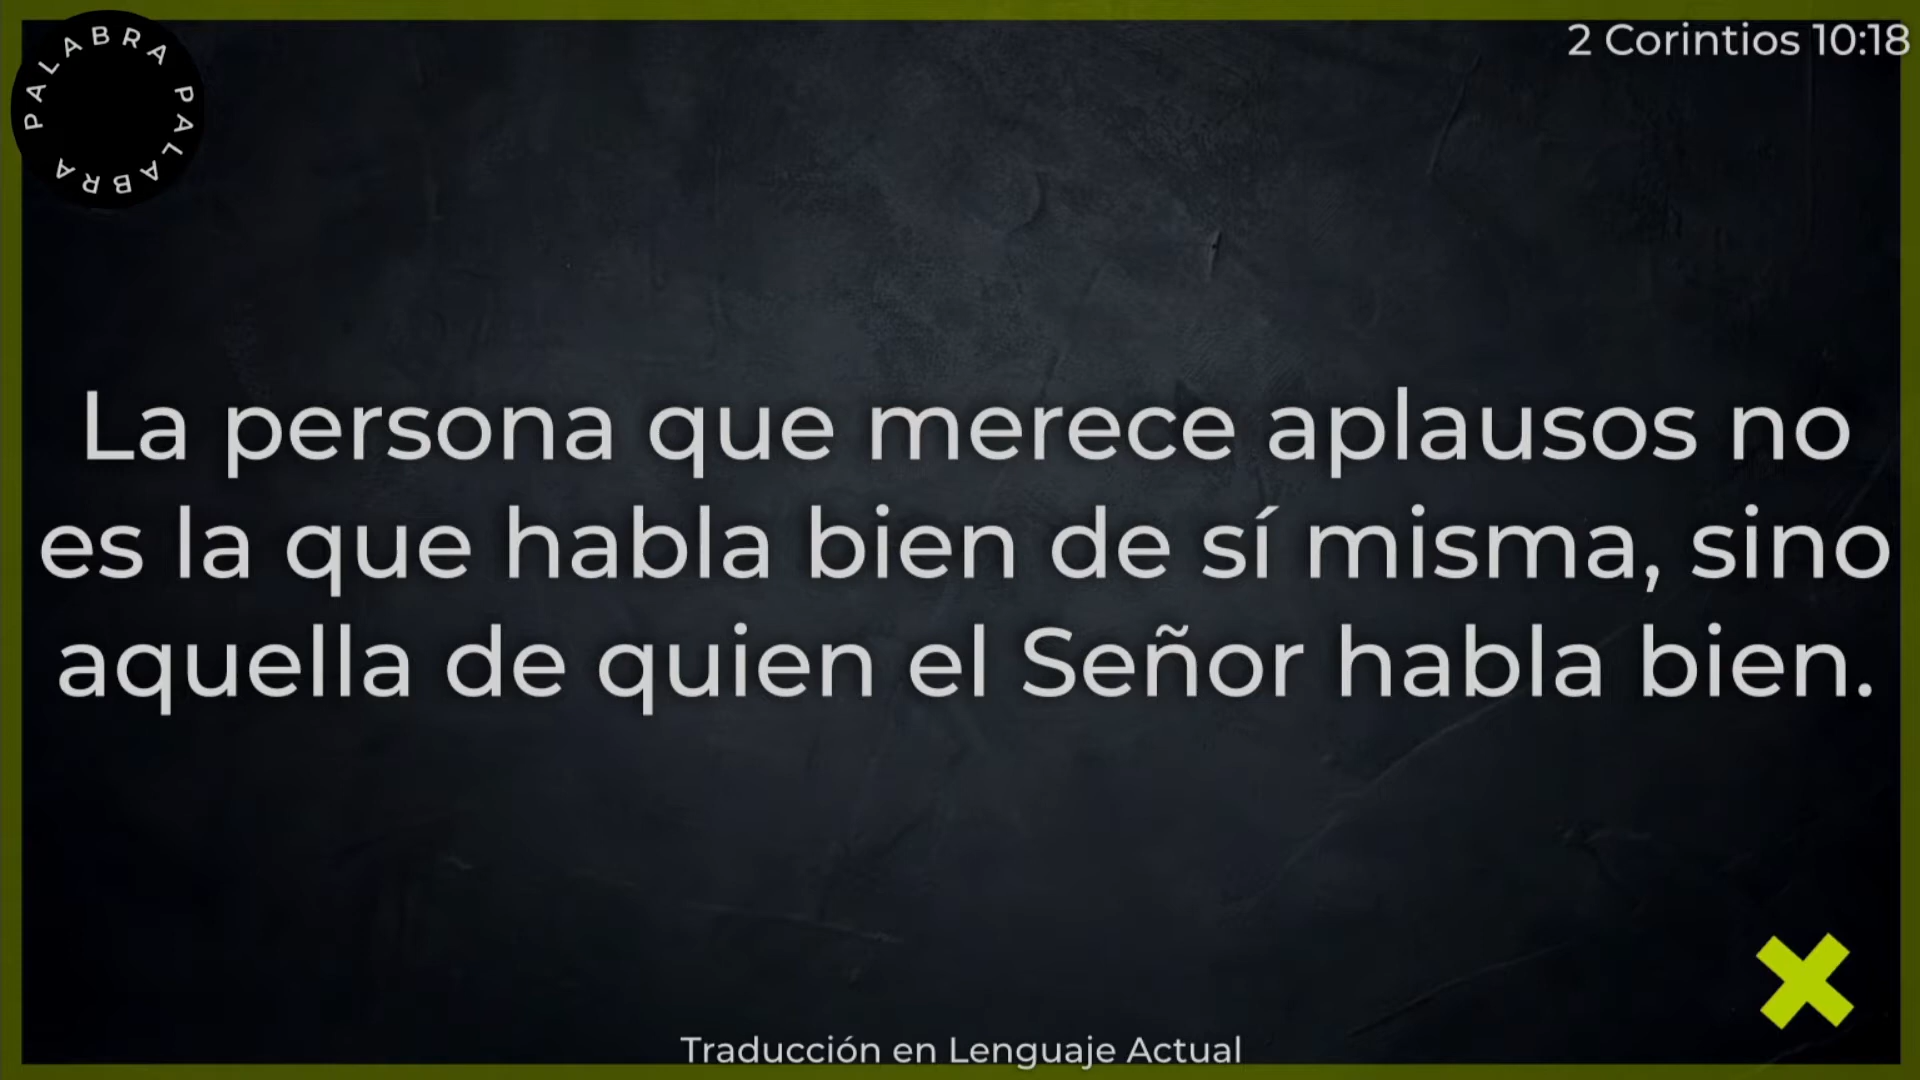 PALABRA PALABRA
2 Corintios 10:18
La persona que merece aplausos no
es la que habla bien de sí misma, sino
aquella de quien el Señor habla bien.
Traducción en Lenguaje Actual